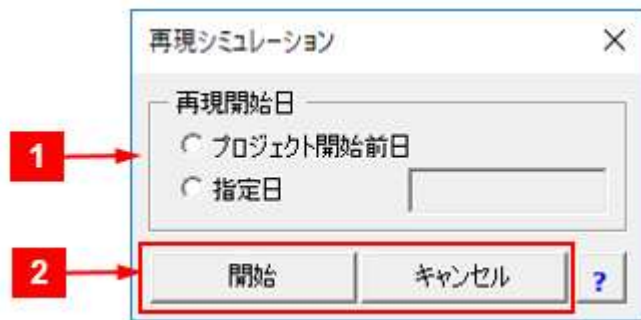 再現シミュレーション
再現開始日
1
プロジェクト開始前日
指定日
2
開始 キャンセル ?